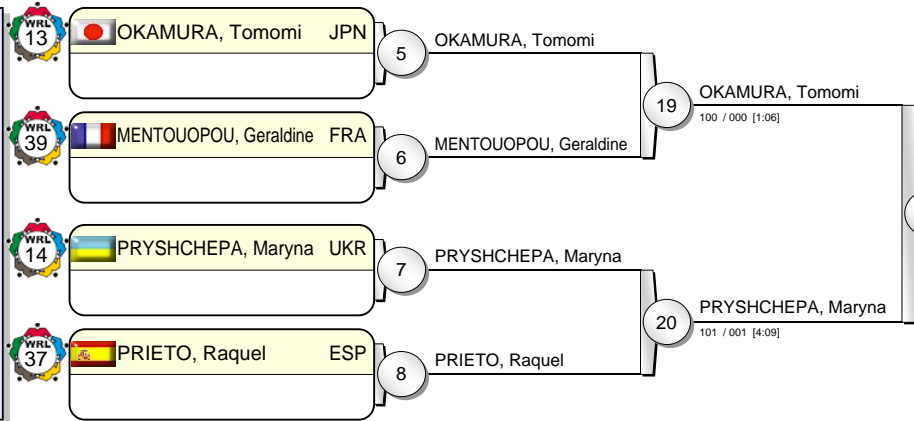 WRL 13 OKAMURA, Tomomi JPN
5
OKAMURA, Tomomi
WRL 39 MENTOUOPOU, Geraldine FRA
6
MENTOUOPOU, Geraldine
19
OKAMURA, Tomomi
100 / 000 [1:06]
WRL 14 PRYSHCHEPA, Maryna UKR
7
PRYSHCHEPA, Maryna
WRL 37 PRIETO, Raquel ESP
8
PRIETO, Raquel
20
PRYSHCHEPA, Maryna
101 / 001 [4:09]